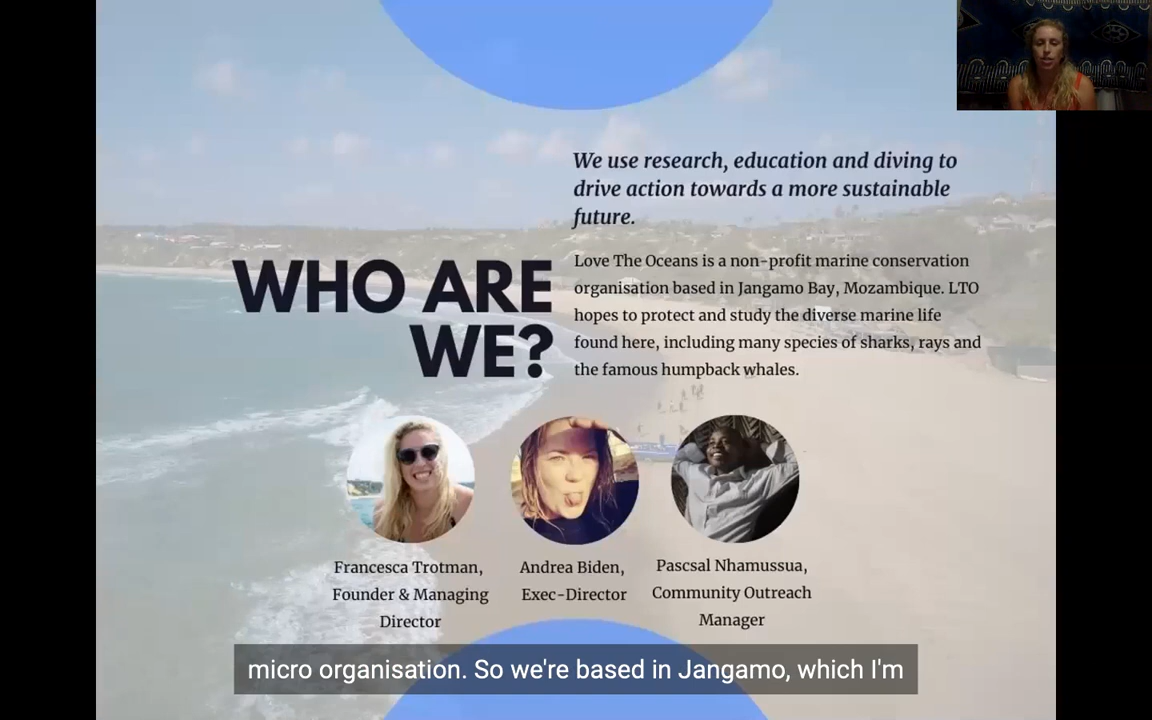 We use research, education and diving to
drive action towards a more sustainable
future.
WHO ARE
WE?
Love The Oceans is a non-profit marine conservation
organisation based in Jangamo Bay, Mozambique. LTO
hopes to protect and study the diverse marine life
found here, including many species of sharks, rays and
the famous humpback whales.
Francesca Trotman,
Founder & Managing
Director
Andrea Biden,
Exec-Director
Pascsal Nhamussua,
Community Outreach
Manager
micro organisation. So we're based in Jangamo, which I'm